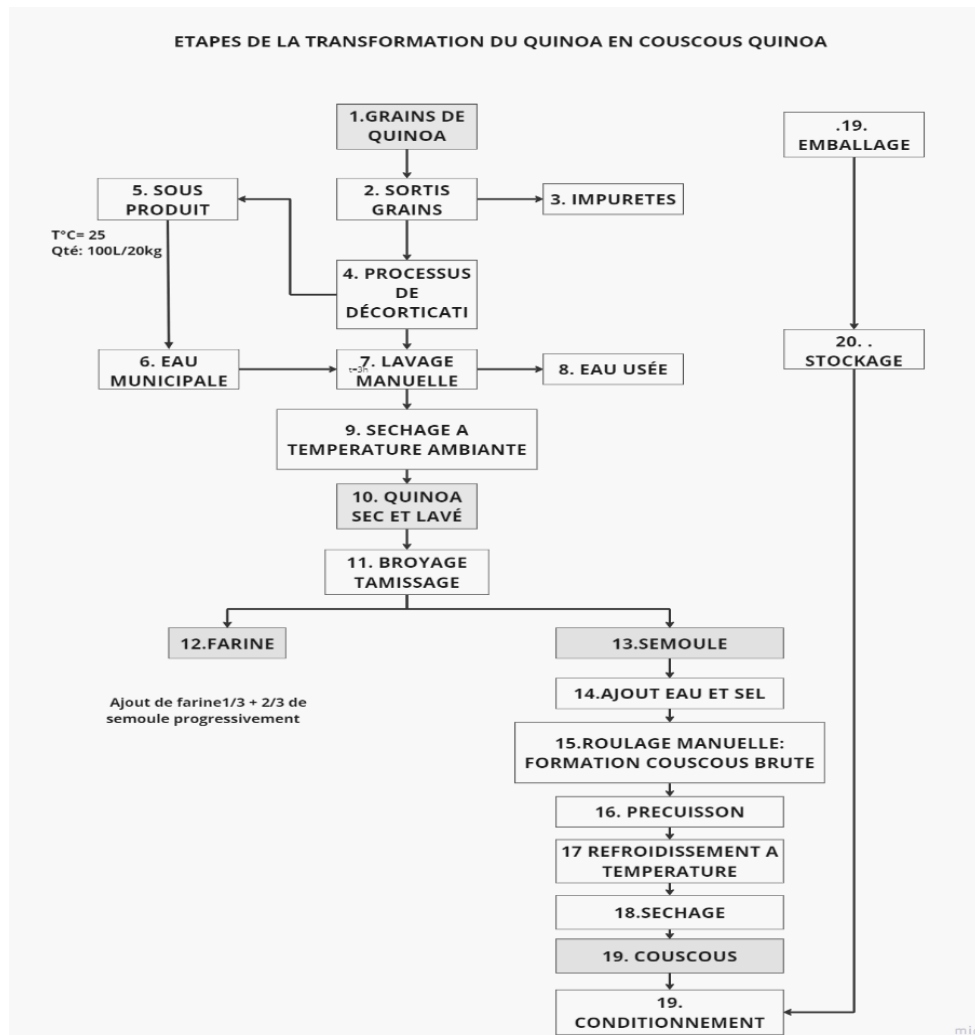 ETAPES DE LA TRANSFORMATION DU QUINOA EN COUSCOUS QUINOA
1.GRAINS DE
QUINOA
.19.
EMBALLAGE
5. SOUS
PRODUIT
2. SORTIS
GRAINS
3. IMPURETES
T°C= 25
Qté: 100L/20kg
4. PROCESSUS
DE
DÉCORTICATI
20. .
STOCKAGE
6. EAU
MUNICIPALE
7. LAVAGE
MANUELLE
t=3h
8. EAU USÉE
9. SECHAGE A
TEMPERATURE AMBIANTE
10. QUINOA
SEC ET LAVÉ
11. BROYAGE
TAMISSAGE
12.FARINE
13.SEMOULE
Ajout de farine1/3 + 2/3 de
semoule progressivement
14.AJOUT EAU ET SEL
15.ROULAGE MANUELLE:
FORMATION COUSCOUS BRUTE
16. PRECUISSON
17 REFROIDISSEMENT A
TEMPERATURE
18.SECHAGE
19. COUSCOUS
19.
CONDITIONNEMENT